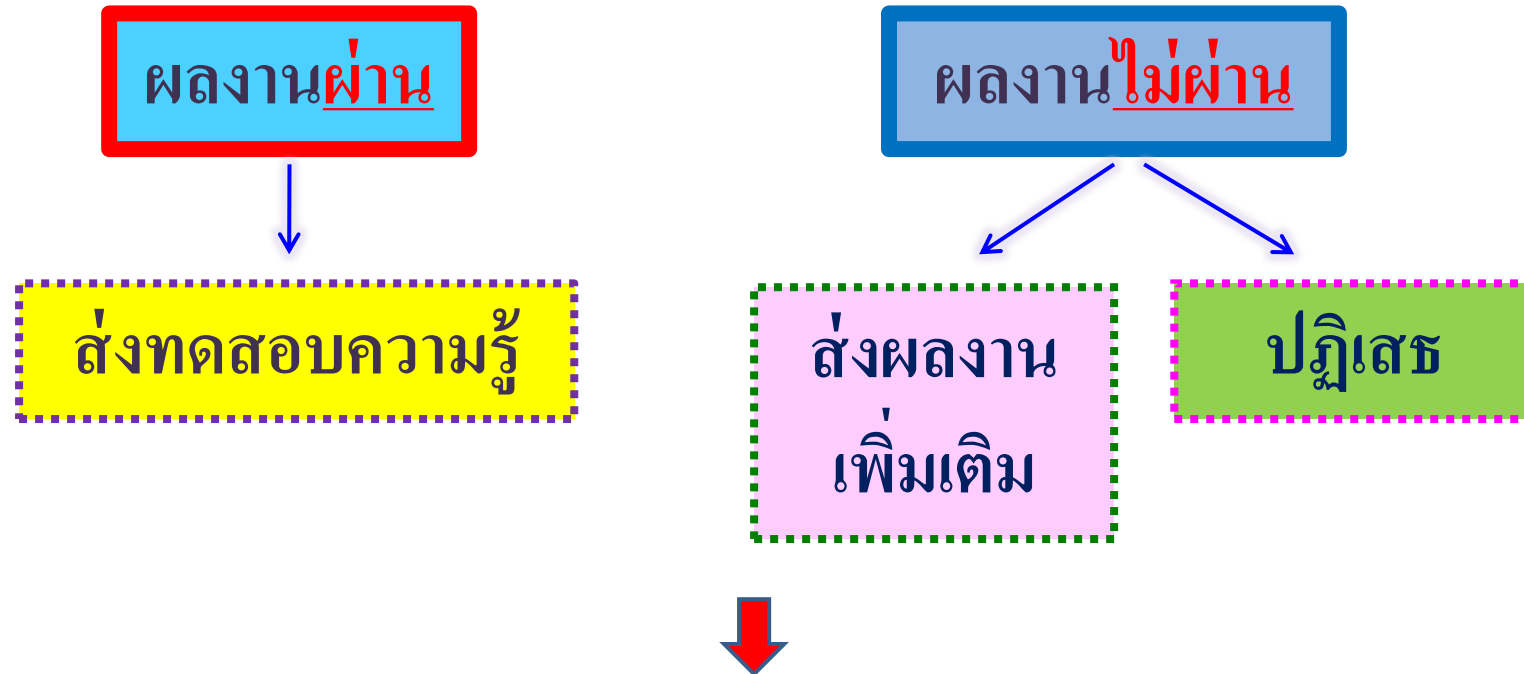 ผลงานผ่าน
ผลงานไม่ผ่าน
ส่งทดสอบความรู้
ส่งผลงาน
เพิ่มเติม
ปฏิเสธ